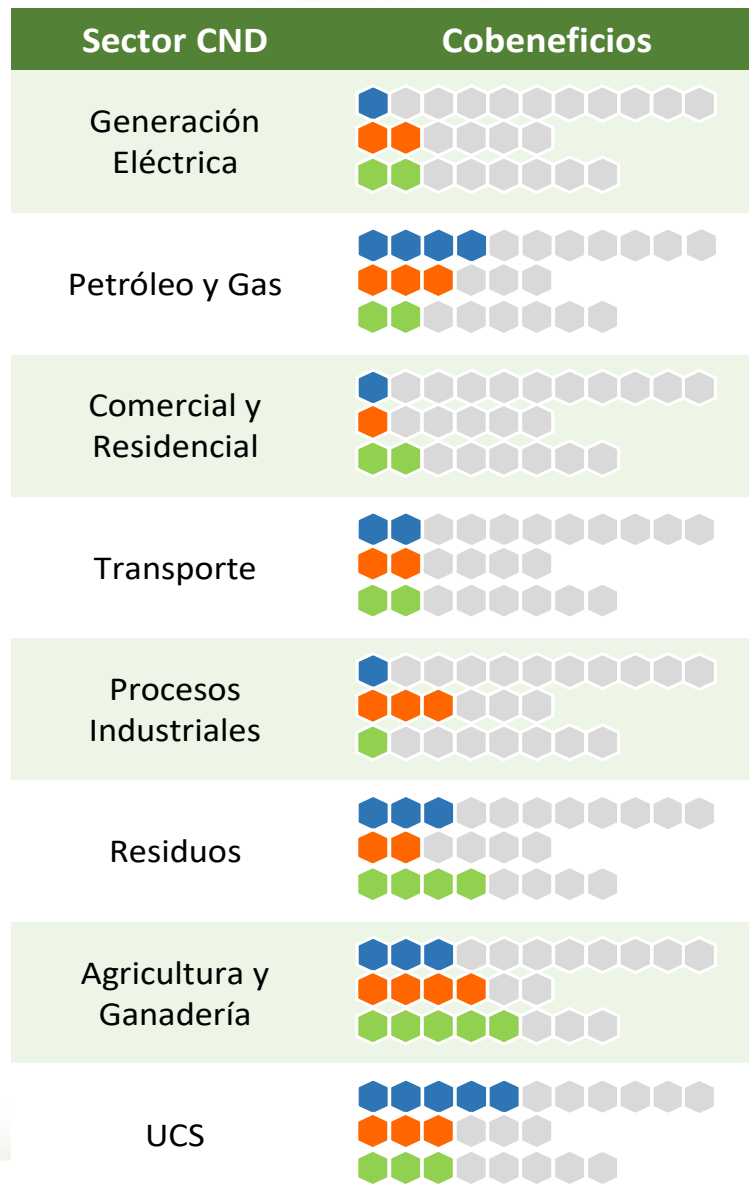 Sector CND Cobeneficios
Generación
Eléctrica
Petróleo y Gas
Comercial y
Residencial
Transporte
Procesos
Industriales
Residuos
Agricultura y
Ganadería
UCS